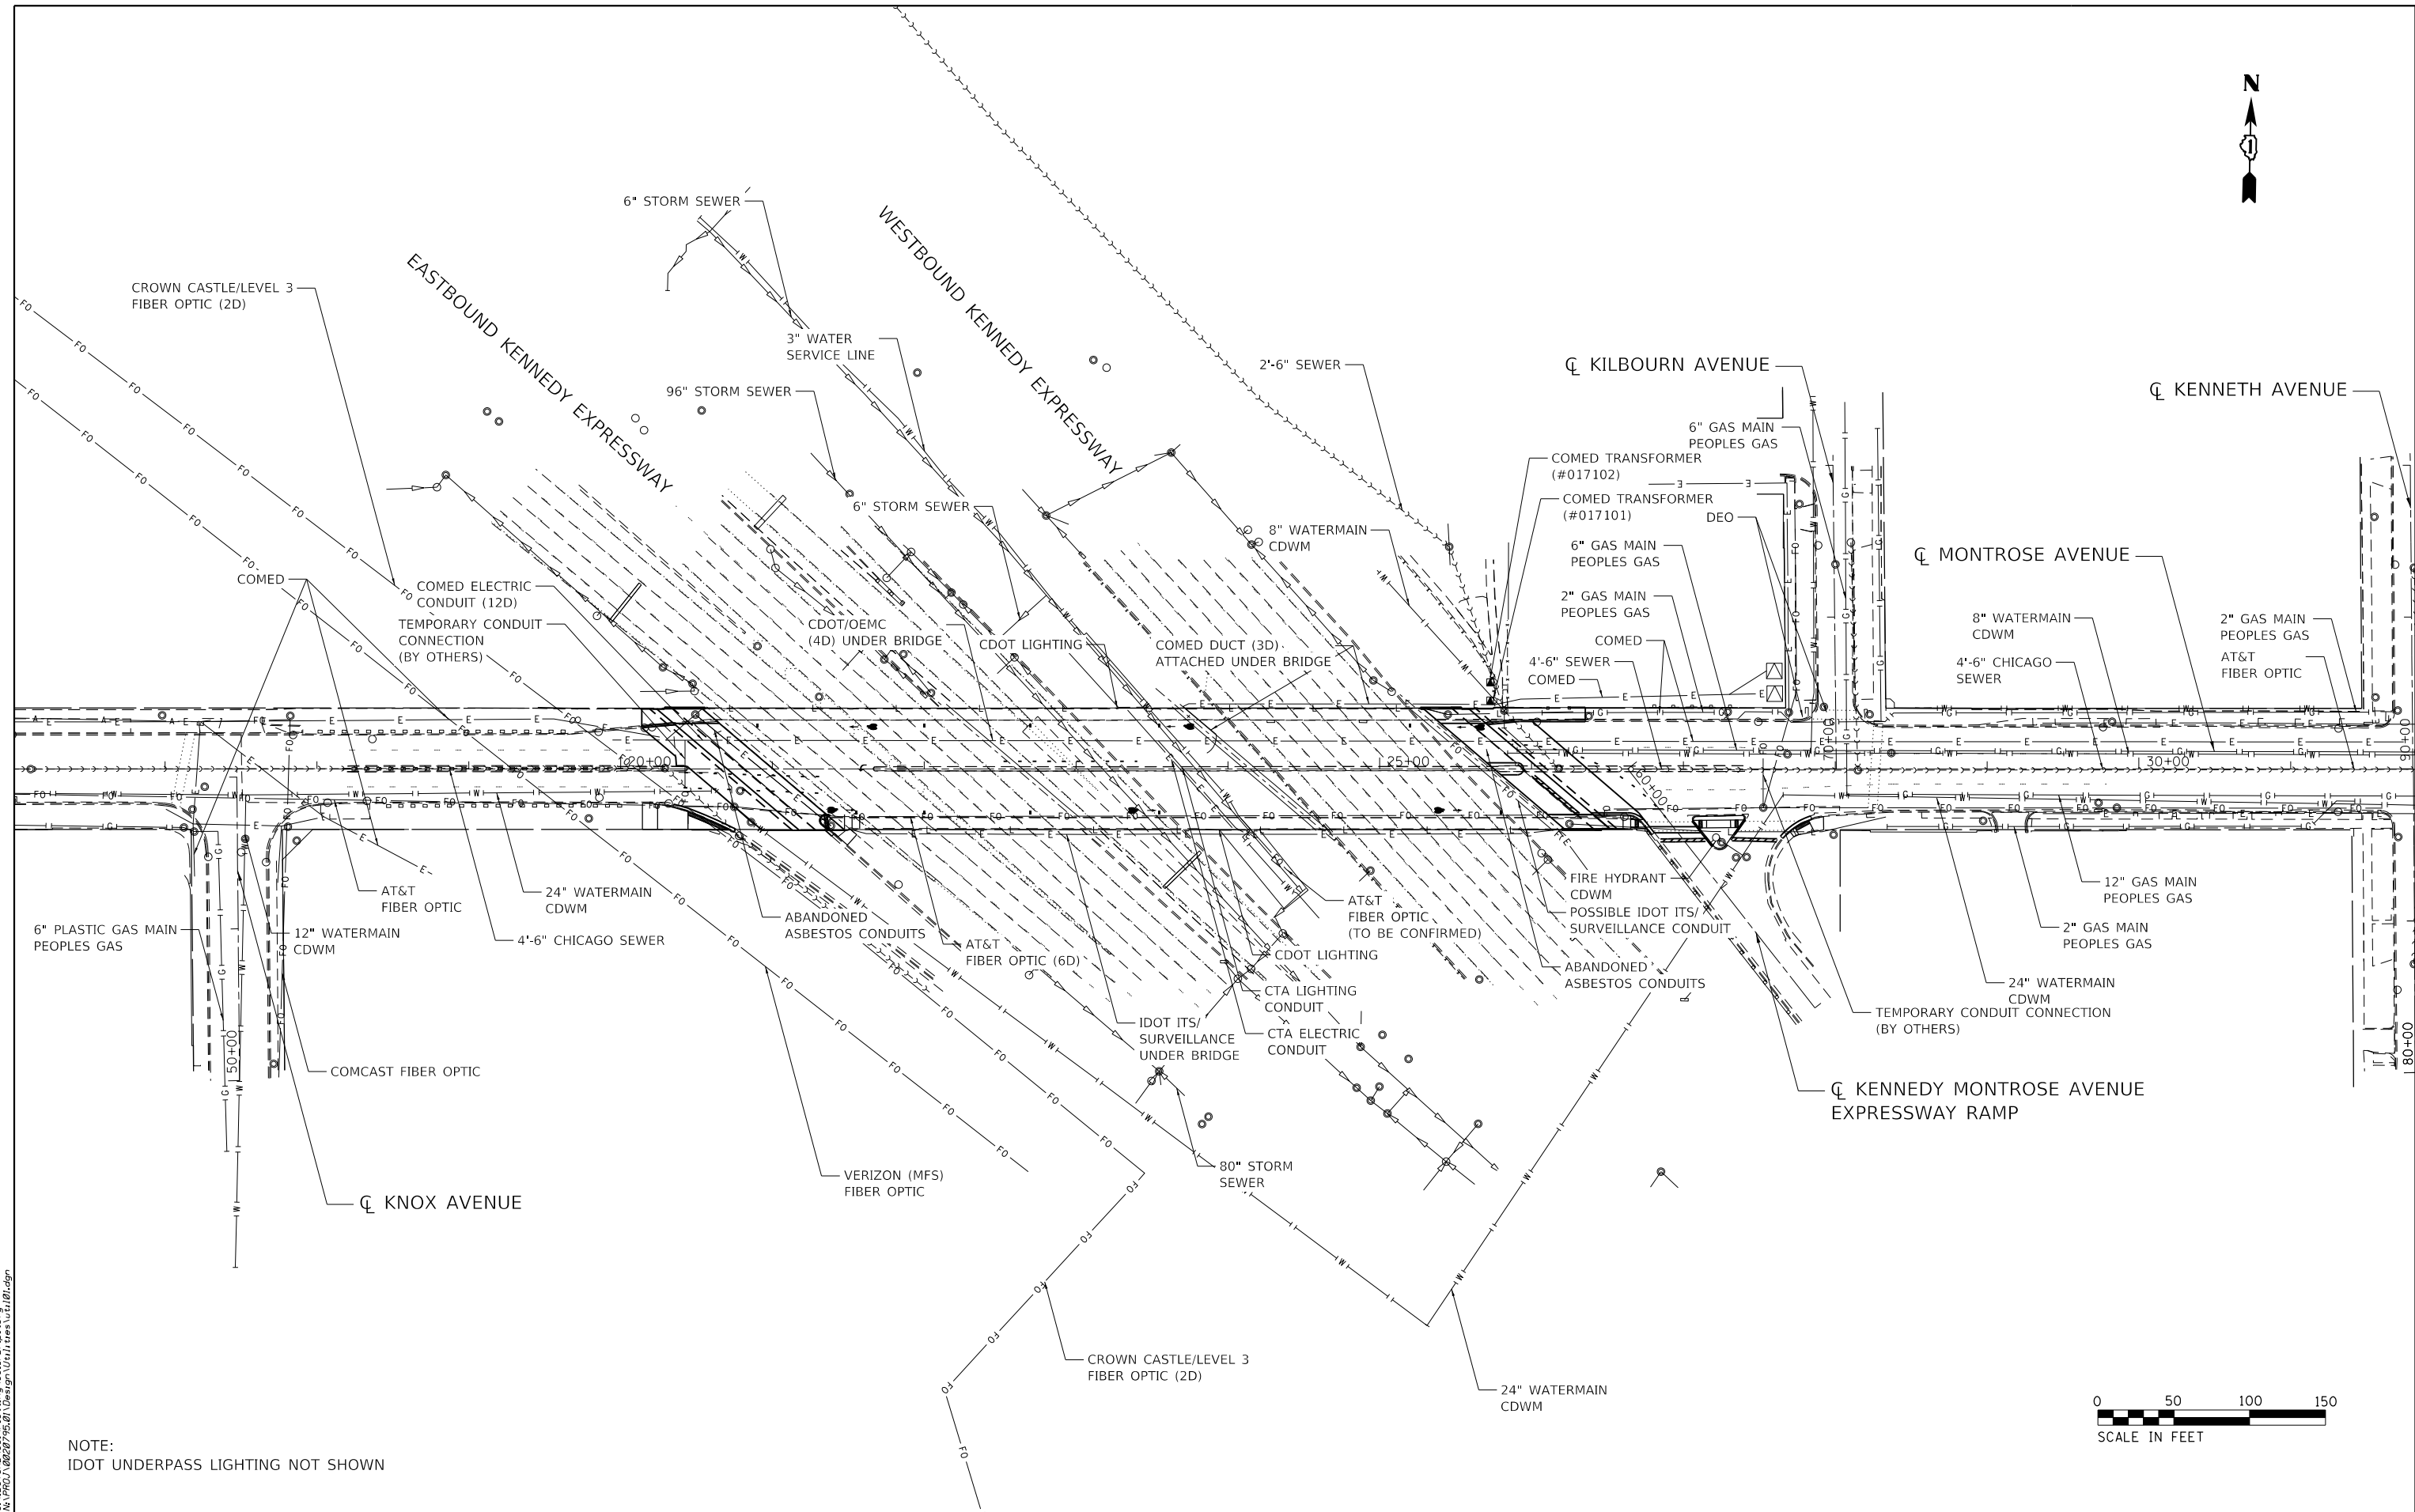 N
1
6" STORM SEWER
WESTBOUND KENNEDY EXPRESSWAY
EASTBOUND KENNEDY EXPRESSWAY
CROWN CASTLE/LEVEL 3
FIBER OPTIC (2D)
3" WATER
SERVICE LINE
96" STORM SEWER
2'-6" SEWER
℄ KILBOURN AVENUE
℄ KENNETH AVENUE
6" GAS MAIN
PEOPLES GAS
COMED TRANSFORMER
(#017102)
COMED TRANSFORMER
(#017101)
DEO
6" STORM SEWER
8" WATERMAIN
CDWM
6" GAS MAIN
PEOPLES GAS
℄ MONTROSE AVENUE
COMED
COMED ELECTRIC
CONDUIT (12D)
TEMPORARY CONDUIT
CONNECTION
(BY OTHERS)
CDOT/OEMC
(4D) UNDER BRIDGE
CDOT LIGHTING
COMED DUCT (3D)
ATTACHED UNDER BRIDGE
2" GAS MAIN
PEOPLES GAS
COMED
4'-6" SEWER
COMED
8" WATERMAIN
CDWM
4'-6" CHICAGO
SEWER
2" GAS MAIN
PEOPLES GAS
AT&T
FIBER OPTIC
20+00
25+00
30+00
70+00
60+00
90+00
AT&T
FIBER OPTIC
24" WATERMAIN
CDWM
6" PLASTIC GAS MAIN
PEOPLES GAS
12" WATERMAIN
CDWM
4'-6" CHICAGO SEWER
ABANDONED
ASBESTOS CONDUITS
AT&T
FIBER OPTIC (6D)
AT&T
FIBER OPTIC
(TO BE CONFIRMED)
FIRE HYDRANT
CDWM
POSSIBLE IDOT ITS/
SURVEILLANCE CONDUIT
12" GAS MAIN
PEOPLES GAS
2" GAS MAIN
PEOPLES GAS
CDOT LIGHTING
ABANDONED
ASBESTOS CONDUITS
CTA LIGHTING
CONDUIT
24" WATERMAIN
CDWM
IDOT ITS/
SURVEILLANCE
UNDER BRIDGE
CTA ELECTRIC
CONDUIT
TEMPORARY CONDUIT CONNECTION
(BY OTHERS)
50+00
80+00
COMCAST FIBER OPTIC
℄ KENNEDY MONTROSE AVENUE
EXPRESSWAY RAMP
VERIZON (MFS)
FIBER OPTIC
80" STORM
SEWER
℄ KNOX AVENUE
CROWN CASTLE/LEVEL 3
FIBER OPTIC (2D)
24" WATERMAIN
CDWM
0 50 100 150
SCALE IN FEET
NOTE:
IDOT UNDERPASS LIGHTING NOT SHOWN